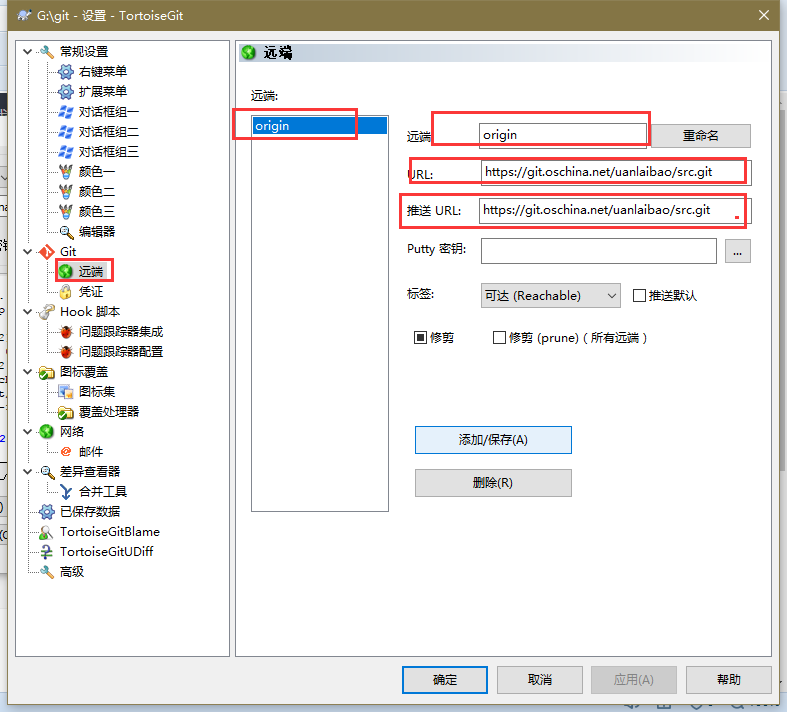 G:\git - 设置 - TortoiseGit
常规设置
右键菜单
扩展菜单
对话框组一
对话框组二
对话框组三
颜色一
颜色二
颜色三
编辑器
Git
远端
凭证
Hook 脚本
问题跟踪器集成
问题跟踪器配置
图标覆盖
图标集
覆盖处理器
网络
邮件
差异查看器
合并工具
已保存数据
TortoiseGitBlame
TortoiseGitUDiff
高级
远端
远端:
origin
远端
origin
重命名
URL:
https://git.oschina.net/uanlaibao/src.git
推送 URL:
https://git.oschina.net/uanlaibao/src.git
Putty 密钥:
...
标签:
可达 (Reachable)
推送默认
修剪
修剪 (prune) ( 所有远端 )
添加/保存(A)
删除(R)
确定
取消
应用(A)
帮助